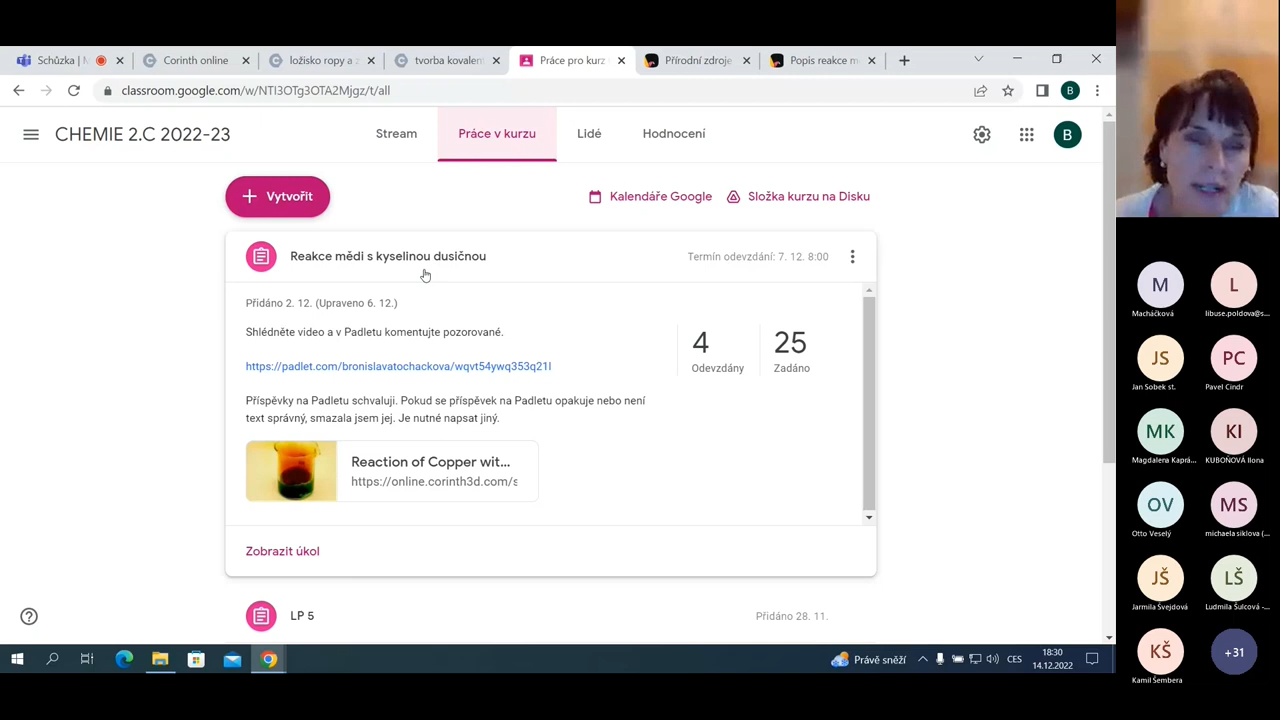 Schůzka | M
Corinth online
ložisko ropy a z
tvorba kovalen
Práce pro kurz
Přírodní zdroje
Popis reakce m
classroom.google.com/w/NTI3OTg3OTA2Mjgz/t/all
B
CHEMIE 2.C 2022-23
Stream
Práce v kurzu
Lidé
Hodnocení
B
Vytvořit
Kalendáře Google
Složka kurzu na Disku
Reakce mědi s kyselinou dusičnou
Termín odevzdání: 7. 12. 8:00
Přidáno 2. 12. (Upraveno 6. 12.)
Shlédněte video a v Padletu komentujte pozorované.
4
Odevzdány
25
Zadáno
https://padlet.com/bronislavatochackova/wqvt54ywq353q21l
Příspěvky na Padletu schvaluji. Pokud se příspěvek na Padletu opakuje nebo není
text správný, smazala jsem jej. Je nutné napsat jiný.
Reaction of Copper wit...
https://online.corinth3d.com/s
Zobrazit úkol
LP 5
Přidáno 28. 11.
Právě sněží
CES
18:30
14.12.2022
M
Macháčková
L
libuse.poldova@s...
JS
Jan Sobek st.
PC
Pavel Cindr
MK
Magdalena Kaprá...
KI
KUBOŇOVÁ Ilona
OV
Otto Veselý
MS
michaela siklova (...
JŠ
Jarmila Švejdová
LŠ
Ludmila Šulcová -...
KŠ
Kamil Šembera
+31